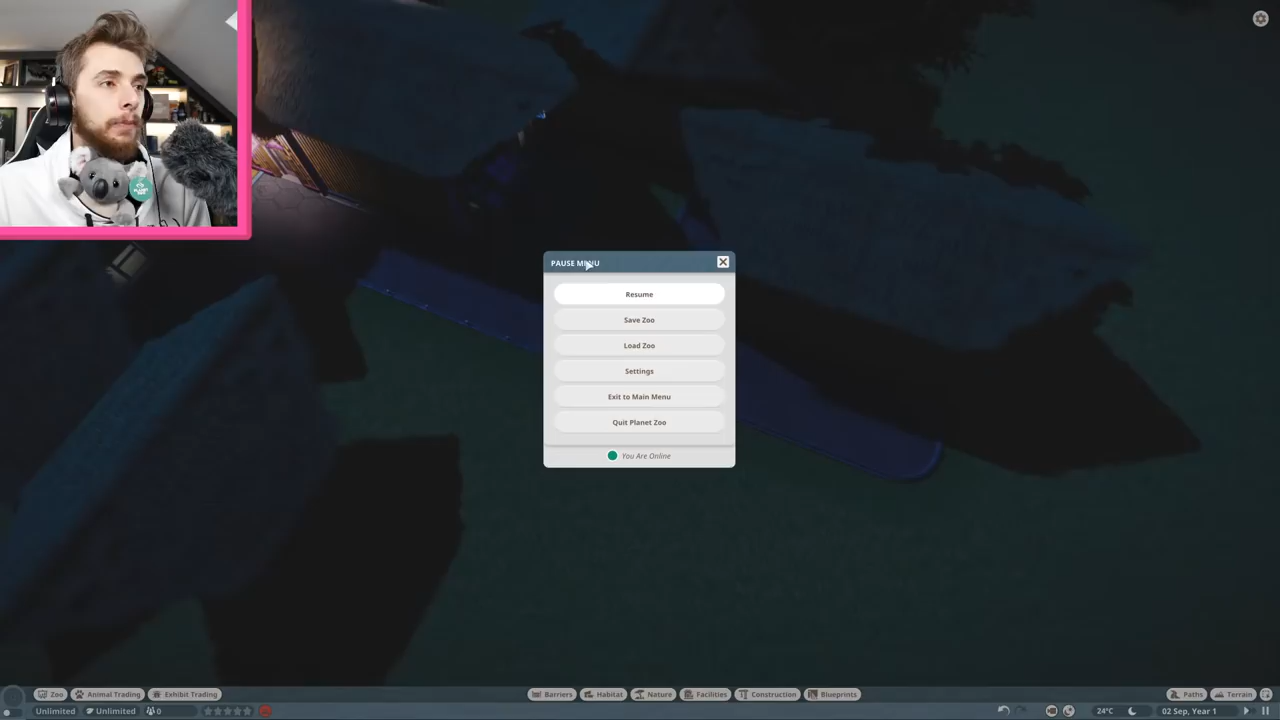 PAUSE MENU
Resume
Save Zoo
Load Zoo
Settings
Exit to Main Menu
Quit Planet Zoo
You Are Online
Zoo
Animal Trading
Exhibit Trading
Barriers
Habitat
Nature
Facilities
Construction
Blueprints
Paths
Terrain
Unlimited
Unlimited
0
24°C
02 Sep, Year 1